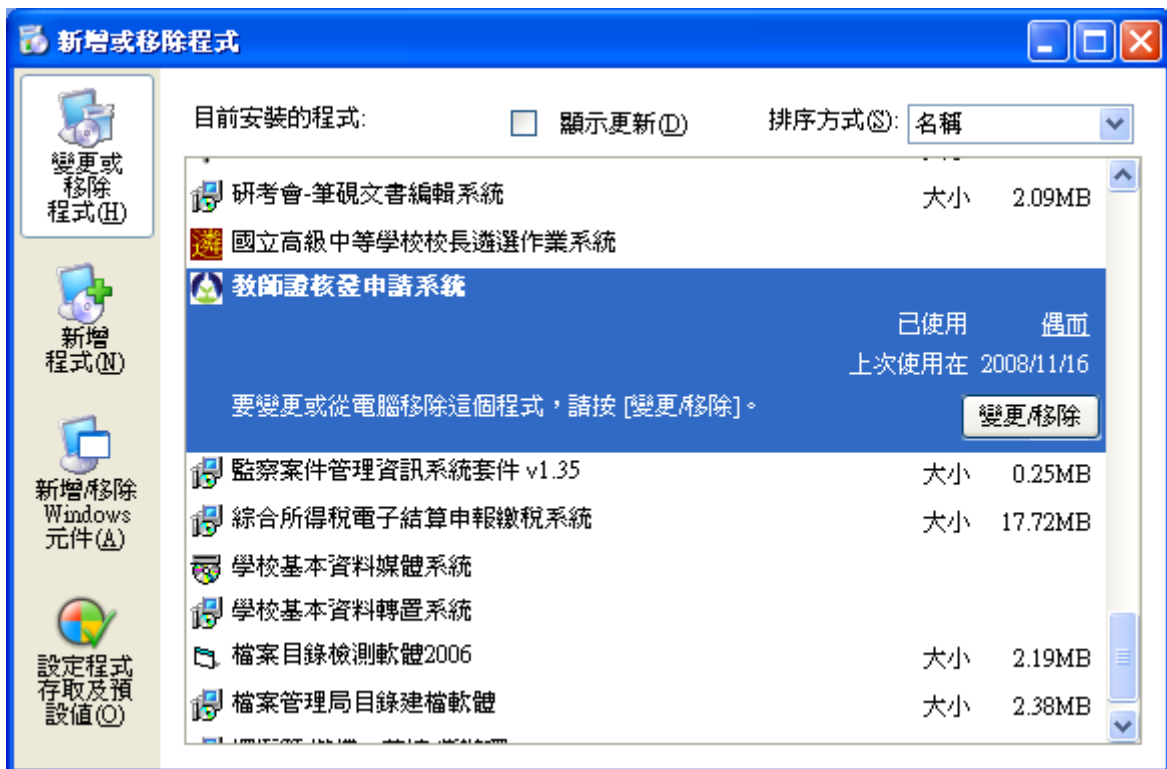 新增或移除程式
變更或
移除
程式(H)
新增
程式(N)
新增/移除
Windows
元件(A)
設定程式
存取及預
設值(O)
目前安裝的程式:
顯示更新(D)
排序方式(S): 名稱
研考會-筆硯文書編輯系統 大小 2.09MB
國立高級中等學校校長遴選作業系統
教師證核發申請系統
已使用 偶而
上次使用在 2008/11/16
要變更或從電腦移除這個程式，請按 [變更/移除]。 變更/移除
監察案件管理資訊系統套件 v1.35 大小 0.25MB
綜合所得稅電子結算申報繳稅系統 大小 17.72MB
學校基本資料媒體系統
學校基本資料轉置系統
檔案目錄檢測軟體2006 大小 2.19MB
檔案管理局目錄建檔軟體 大小 2.38MB